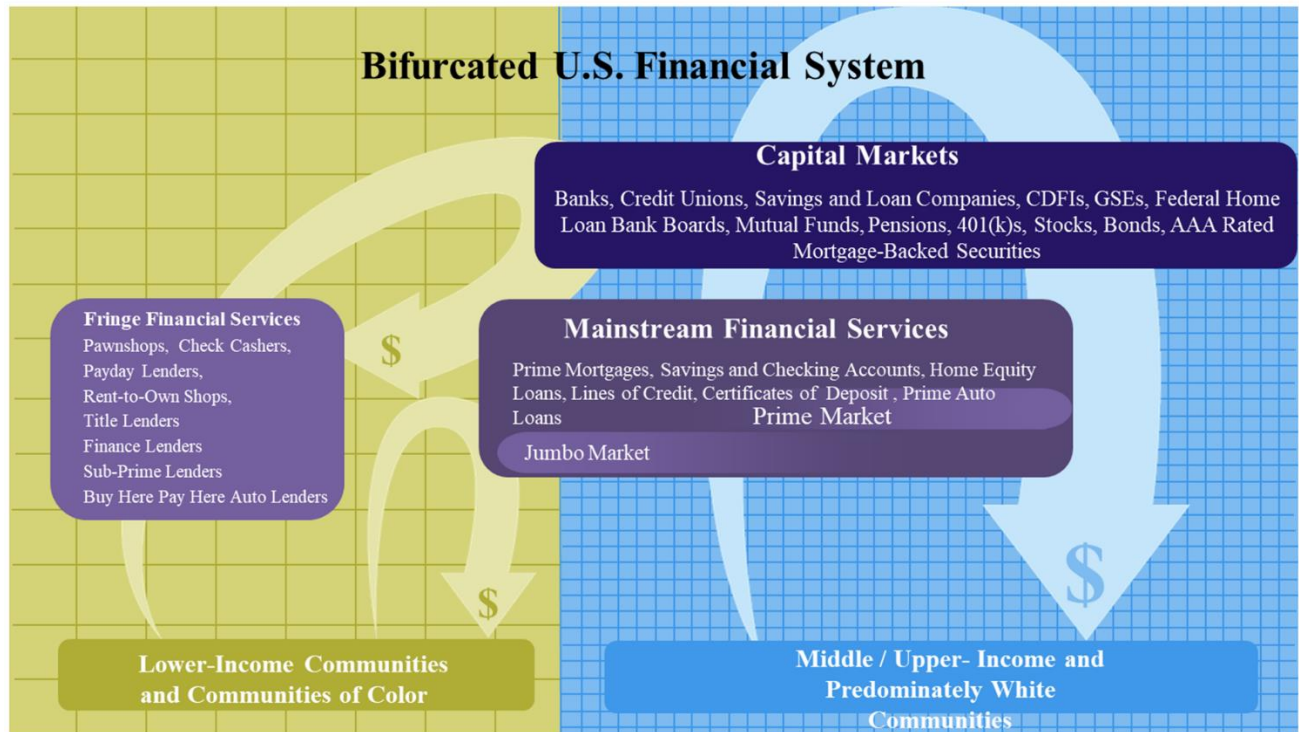 Bifurcated U.S. Financial System
Capital Markets
Banks, Credit Unions, Savings and Loan Companies, CDFIs, GSEs, Federal Home
Loan Bank Boards, Mutual Funds, Pensions, 401(k)s, Stocks, Bonds, AAA Rated
Mortgage-Backed Securities
Fringe Financial Services
Pawnshops, Check Cashers,
Payday Lenders,
Rent-to-Own Shops,
Title Lenders
Finance Lenders
Sub-Prime Lenders
Buy Here Pay Here Auto Lenders
$
Mainstream Financial Services
Prime Mortgages, Savings and Checking Accounts, Home Equity
Loans, Lines of Credit, Certificates of Deposit , Prime Auto
Loans
Prime Market
Jumbo Market
$
$
Lower-Income Communities
and Communities of Color
Middle / Upper- Income and
Predominately White
Communities